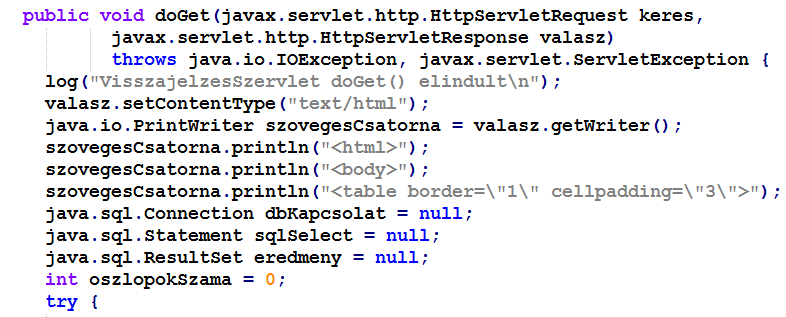 public void doGet(javax.servlet.http.HttpServletRequest keres,
javax.servlet.http.HttpServletResponse valasz)
throws java.io.IOException, javax.servlet.ServletException {
log("VisszajelzesSzervlet doGet() elindult\n");
valasz.setContentType("text/html");
java.io.PrintWriter szovegesCsatorna = valasz.getWriter();
szovegesCsatorna.println("<html>");
szovegesCsatorna.println("<body>");
szovegesCsatorna.println("<table border=\"1\" cellpadding=\"3\">");
java.sql.Connection dbKapcsolat = null;
java.sql.Statement sqlSelect = null;
java.sql.ResultSet eredmeny = null;
int oszlopokSzama = 0;
try {